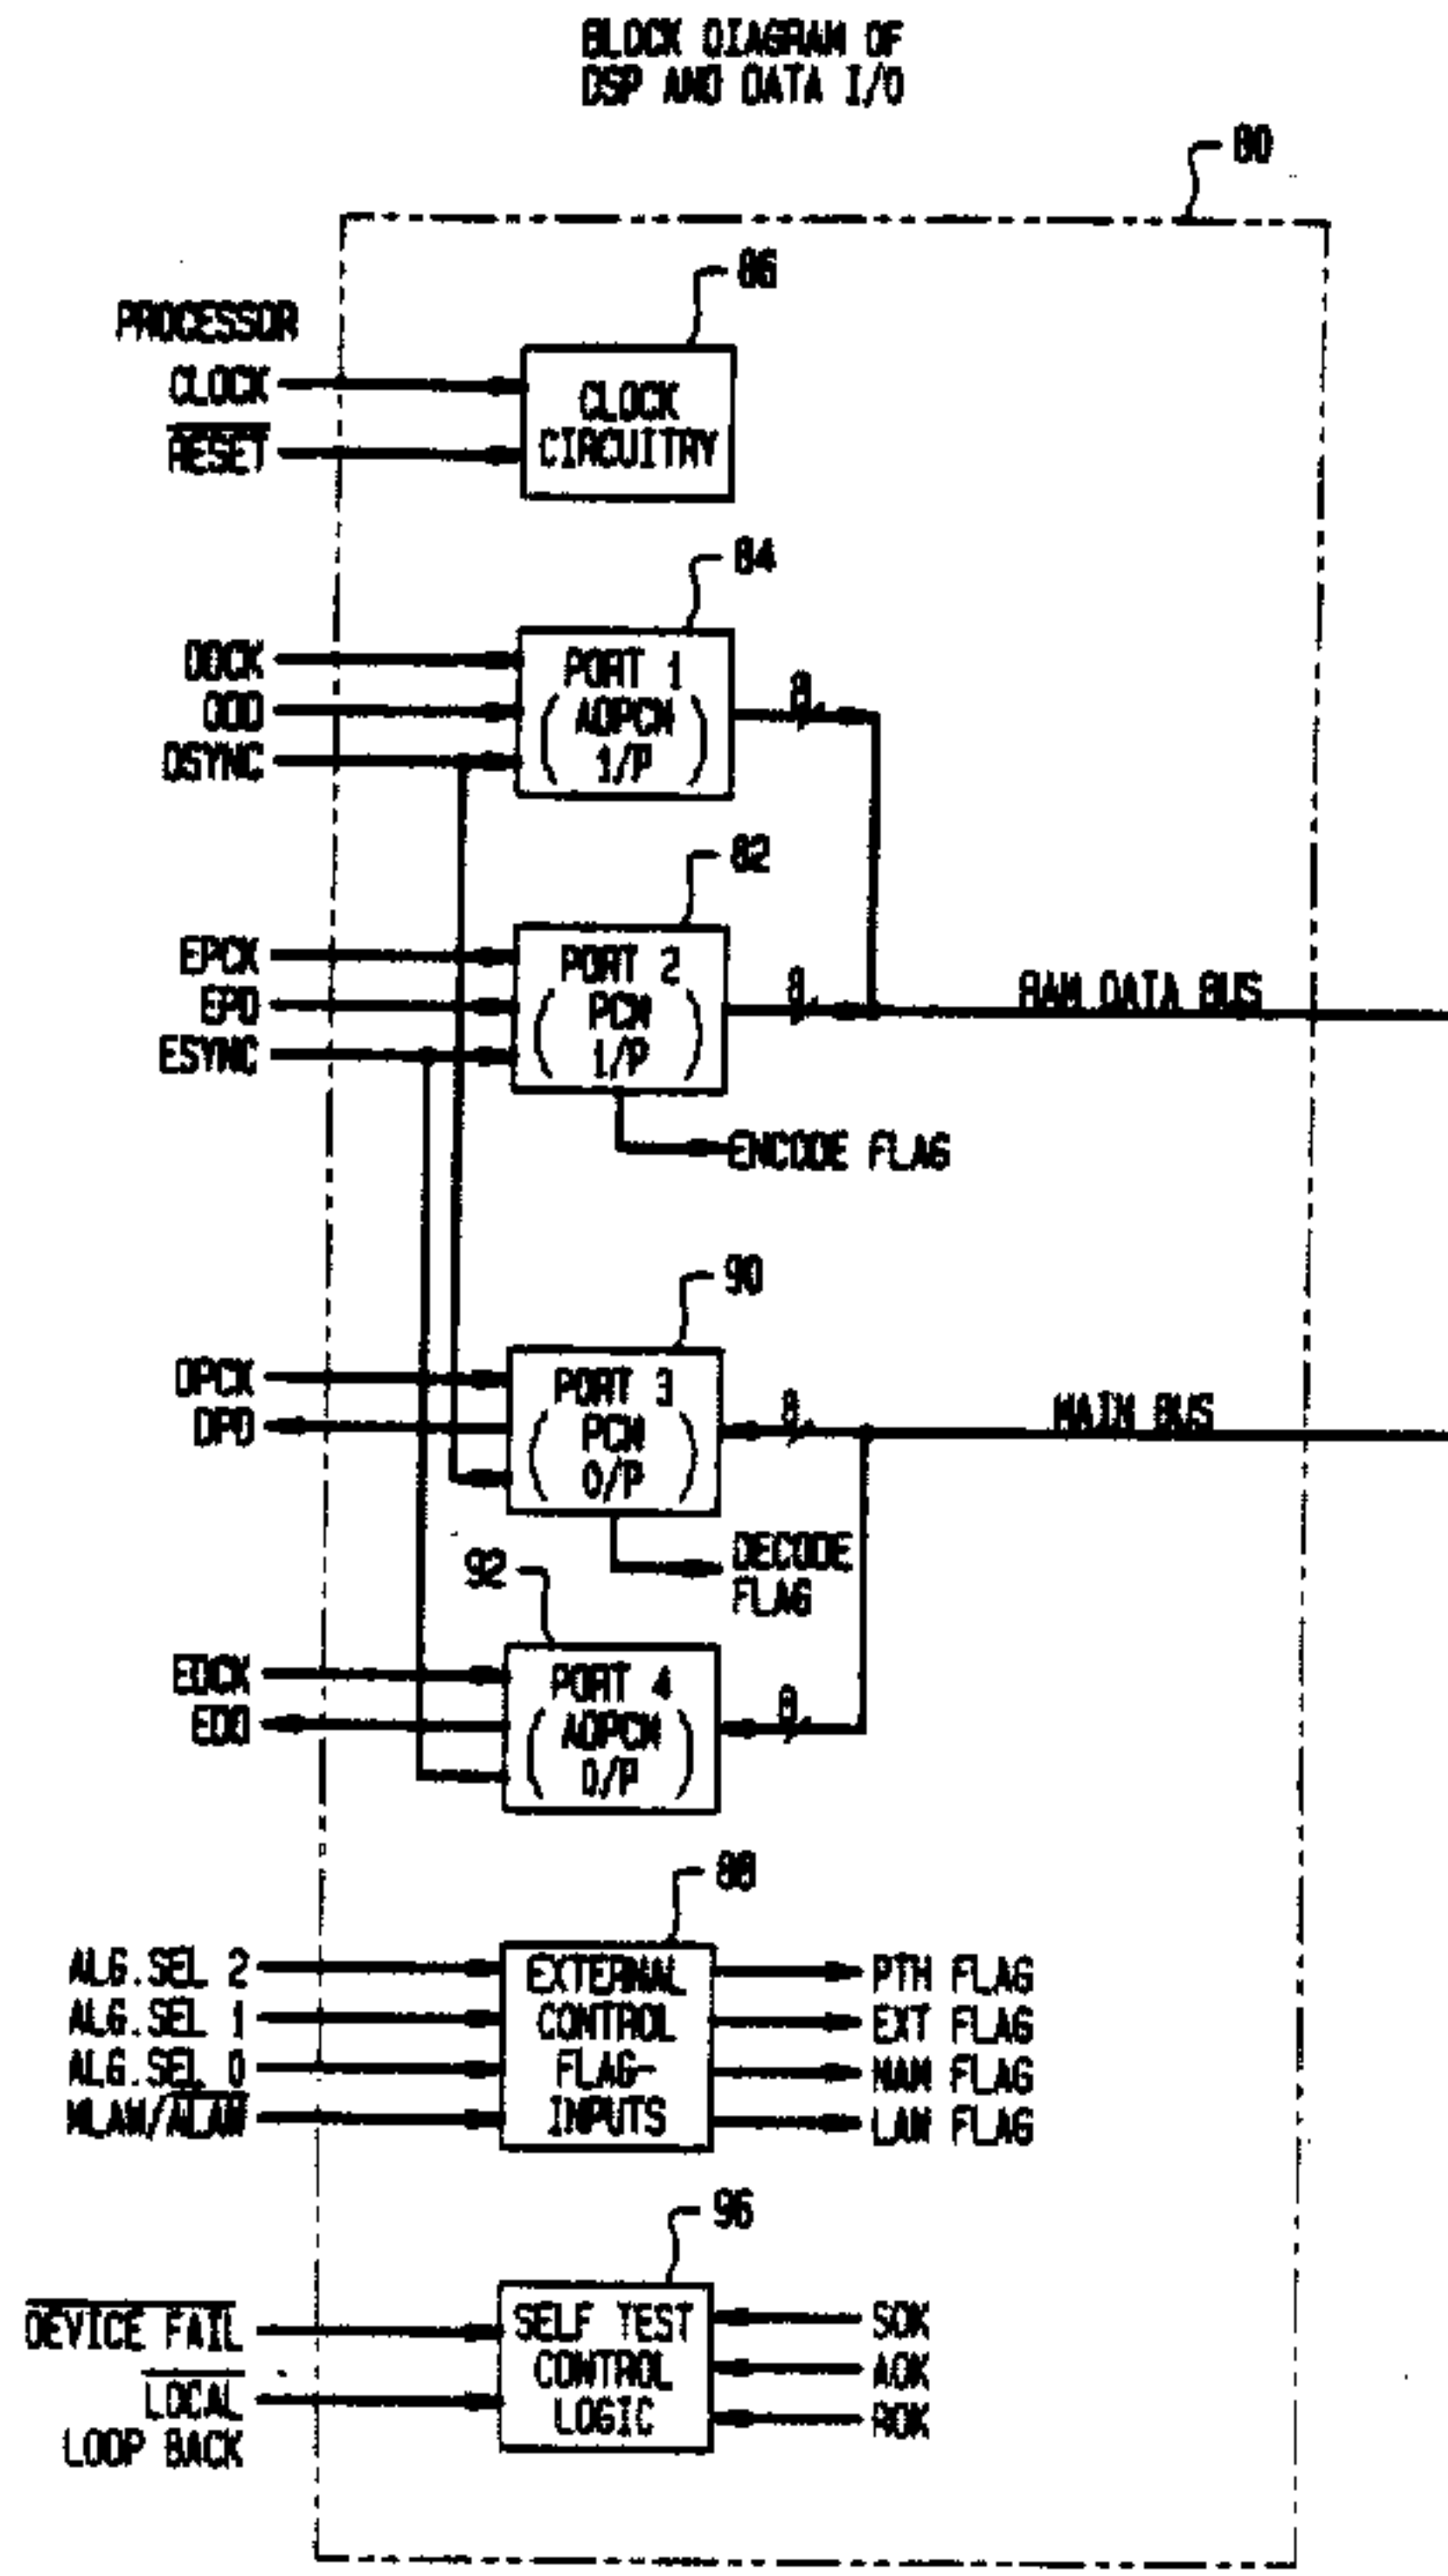 BLOCK DIAGRAM OF
DSP AND DATA I/O
80
86
PROCESSOR
CLOCK
RESET
CLOCK
CIRCUITRY
84
DDCK
DDD
DSYNC
PORT 1
( ADPCM )
1/P
8
82
EPCK
EPD
ESYNC
PORT 2
( PCM )
1/P
8
RAM DATA BUS
ENCODE FLAG
90
DPCK
DPD
PORT 3
( PCM )
O/P
8
MAIN BUS
DECODE
FLAG
92
EDCK
EDD
PORT 4
( ADPCM )
O/P
8
88
ALG.SEL 2
ALG.SEL 1
ALG.SEL 0
MLAW/ALAW
EXTERNAL
CONTROL
FLAG-
INPUTS
PTH FLAG
EXT FLAG
NAM FLAG
LAW FLAG
96
DEVICE FAIL
LOCAL
LOOP BACK
SELF TEST
CONTROL
LOGIC
SOK
AOK
ROK